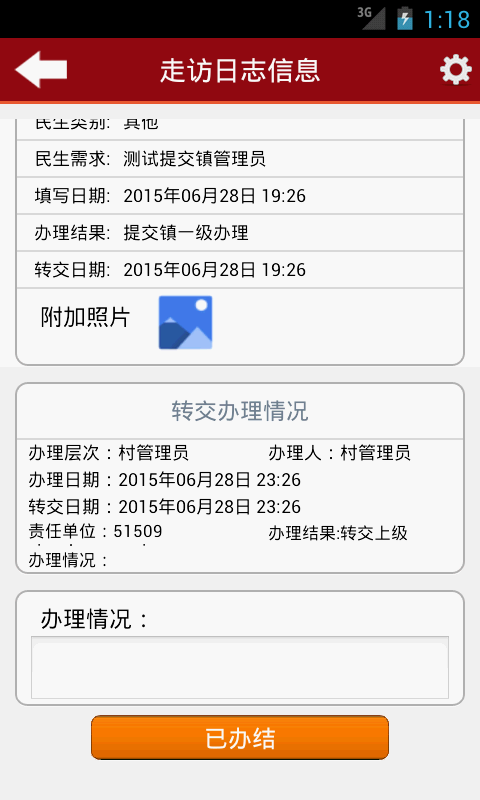 3G 1:18
走访日志信息
民生类别: 其他
民生需求: 测试提交镇管理员
填写日期: 2015年06月28日 19:26
办理结果: 提交镇一级办理
转交日期: 2015年06月28日 19:26
附加照片
转交办理情况
办理层次：村管理员 办理人：村管理员
办理日期：2015年06月28日 23:26
转交日期：2015年06月28日 23:26
责任单位：51509 办理结果:转交上级
办理情况：
办理情况：
已办结